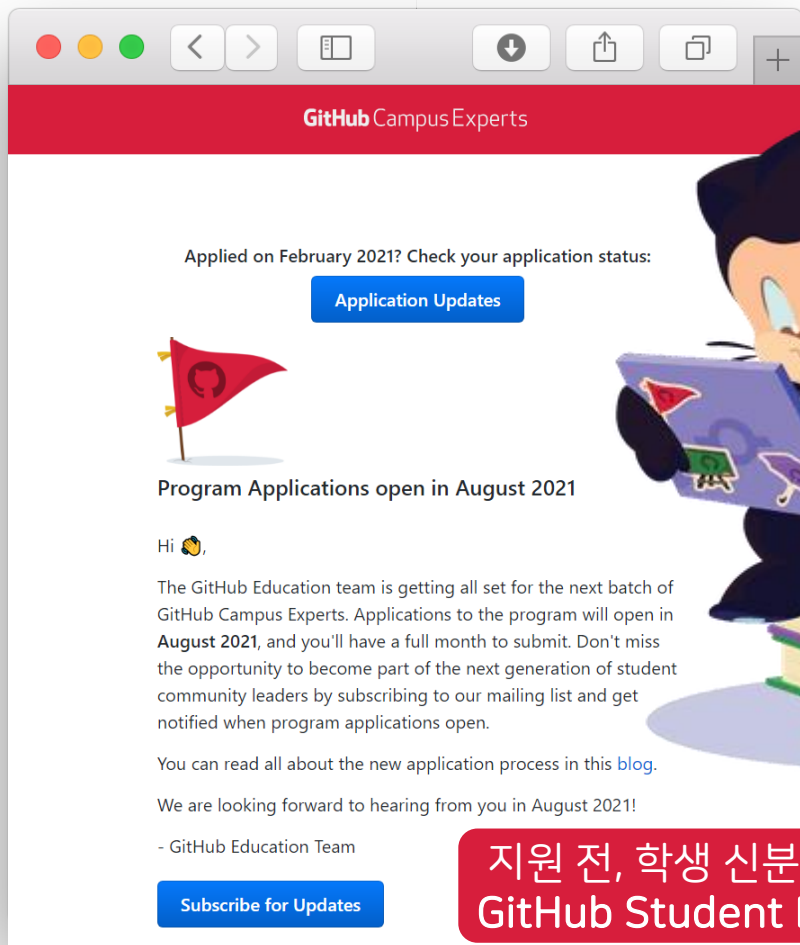 GitHub Campus Experts
Applied on February 2021? Check your application status:
Application Updates
Program Applications open in August 2021
Hi 👏,
The GitHub Education team is getting all set for the next batch of
GitHub Campus Experts. Applications to the program will open in
August 2021, and you'll have a full month to submit. Don't miss
the opportunity to become part of the next generation of student
community leaders by subscribing to our mailing list and get
notified when program applications open.
You can read all about the new application process in this blog.
We are looking forward to hearing from you in August 2021!
- GitHub Education Team
Subscribe for Updates
지원 전, 학생 신분
GitHub Student